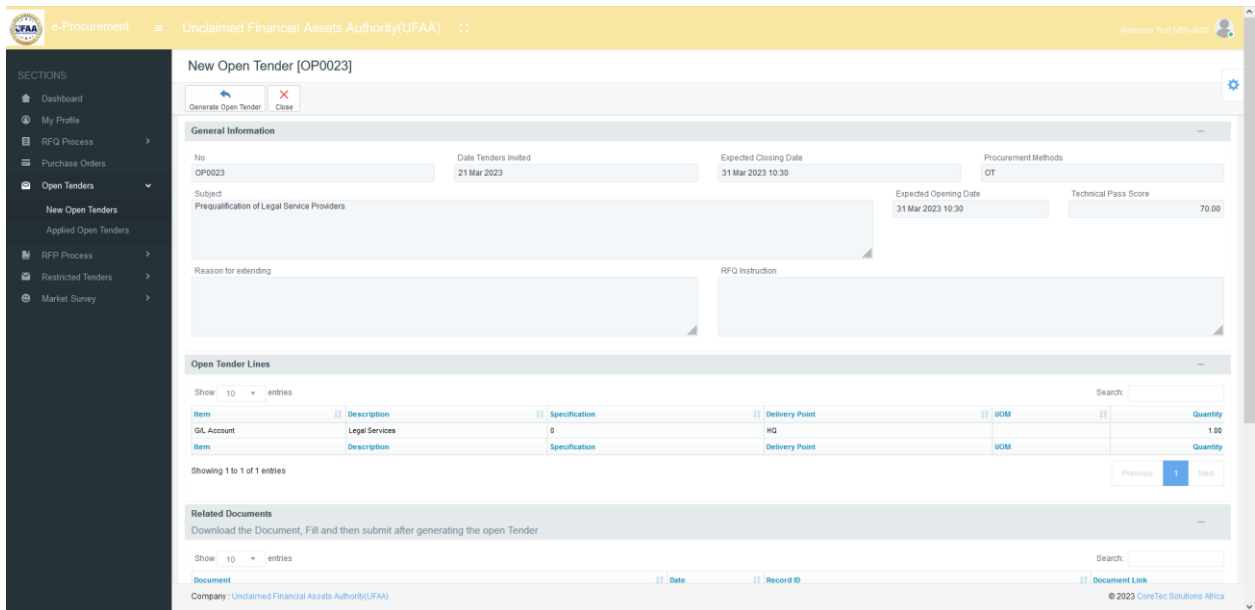 UFAA e-Procurement Unclaimed Financial Assets Authority(UFAA) Welcome Test [VEN-602]
SECTIONS
Dashboard
My Profile
RFQ Process
Purchase Orders
Open Tenders
New Open Tenders
Applied Open Tenders
RFP Process
Restricted Tenders
Market Survey
New Open Tender [OP0023]
Generate Open Tender Close
General Information
No Date Tenders Invited Expected Closing Date Procurement Methods
OP0023 21 Mar 2023 31 Mar 2023 10:30 OT
Subject Expected Opening Date Technical Pass Score
Prequalification of Legal Service Providers 31 Mar 2023 10:30 70.00
Reason for extending RFQ Instruction
Open Tender Lines
Show 10 entries Search:
Item Description Specification Delivery Point UOM Quantity
G/L Account Legal Services 0 HQ 1.00
Item Description Specification Delivery Point UOM Quantity
Showing 1 to 1 of 1 entries Previous 1 Next
Related Documents
Download the Document, Fill and then submit after generating the open Tender
Show 10 entries Search:
Document Date Record ID Document Link
Company : Unclaimed Financial Assets Authority(UFAA) © 2023 CoreTec Solutions Africa